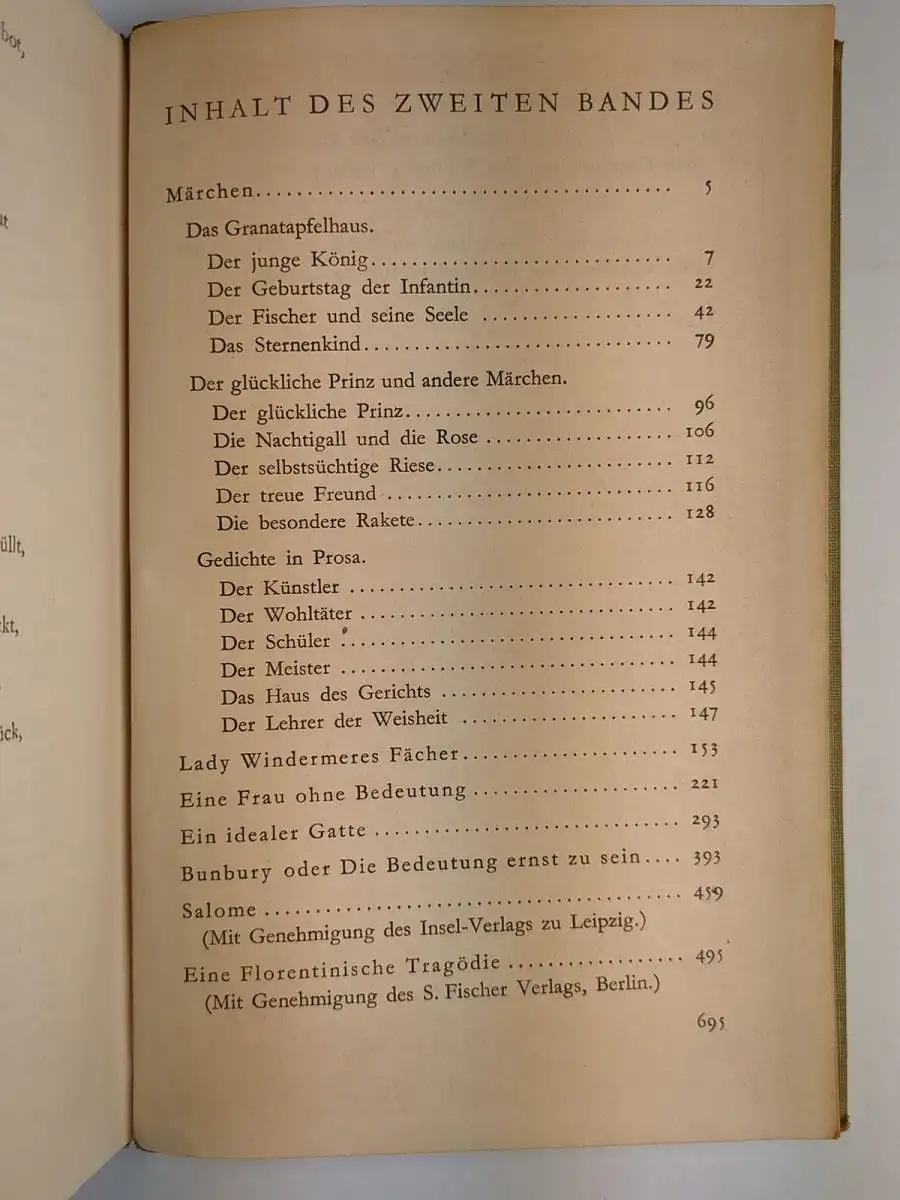 bot,
INHALT DES ZWEITEN BANDES
Märchen......................................... 5
Das Granatapfelhaus.
Der junge König.............................. 7
Der Geburtstag der Infantin.................... 22
Der Fischer und seine Seele ................... 42
Das Sternenkind............................... 79
Der glückliche Prinz und andere Märchen.
Der glückliche Prinz.......................... 96
Die Nachtigall und die Rose ................... 106
Der selbstsüchtige Riese....................... 112
Der treue Freund ............................ 116
Die besondere Rakete......................... 128
Gedichte in Prosa.
Der Künstler ................................ 142
Der Wohltäter ............................... 142
Der Schüler ................................. 144
Der Meister ................................. 144
Das Haus des Gerichts ....................... 145
Der Lehrer der Weisheit ..................... 147
Lady Windermeres Fächer..................... 153
Eine Frau ohne Bedeutung .................... 221
Ein idealer Gatte .............................. 293
Bunbury oder Die Bedeutung ernst zu sein.... 393
üllt,
kt,
ück,
Salome ......................................... 459
(Mit Genehmigung des Insel-Verlags zu Leipzig.)
Eine Florentinische Tragödie ................. 495
(Mit Genehmigung des S. Fischer Verlags, Berlin.)
695